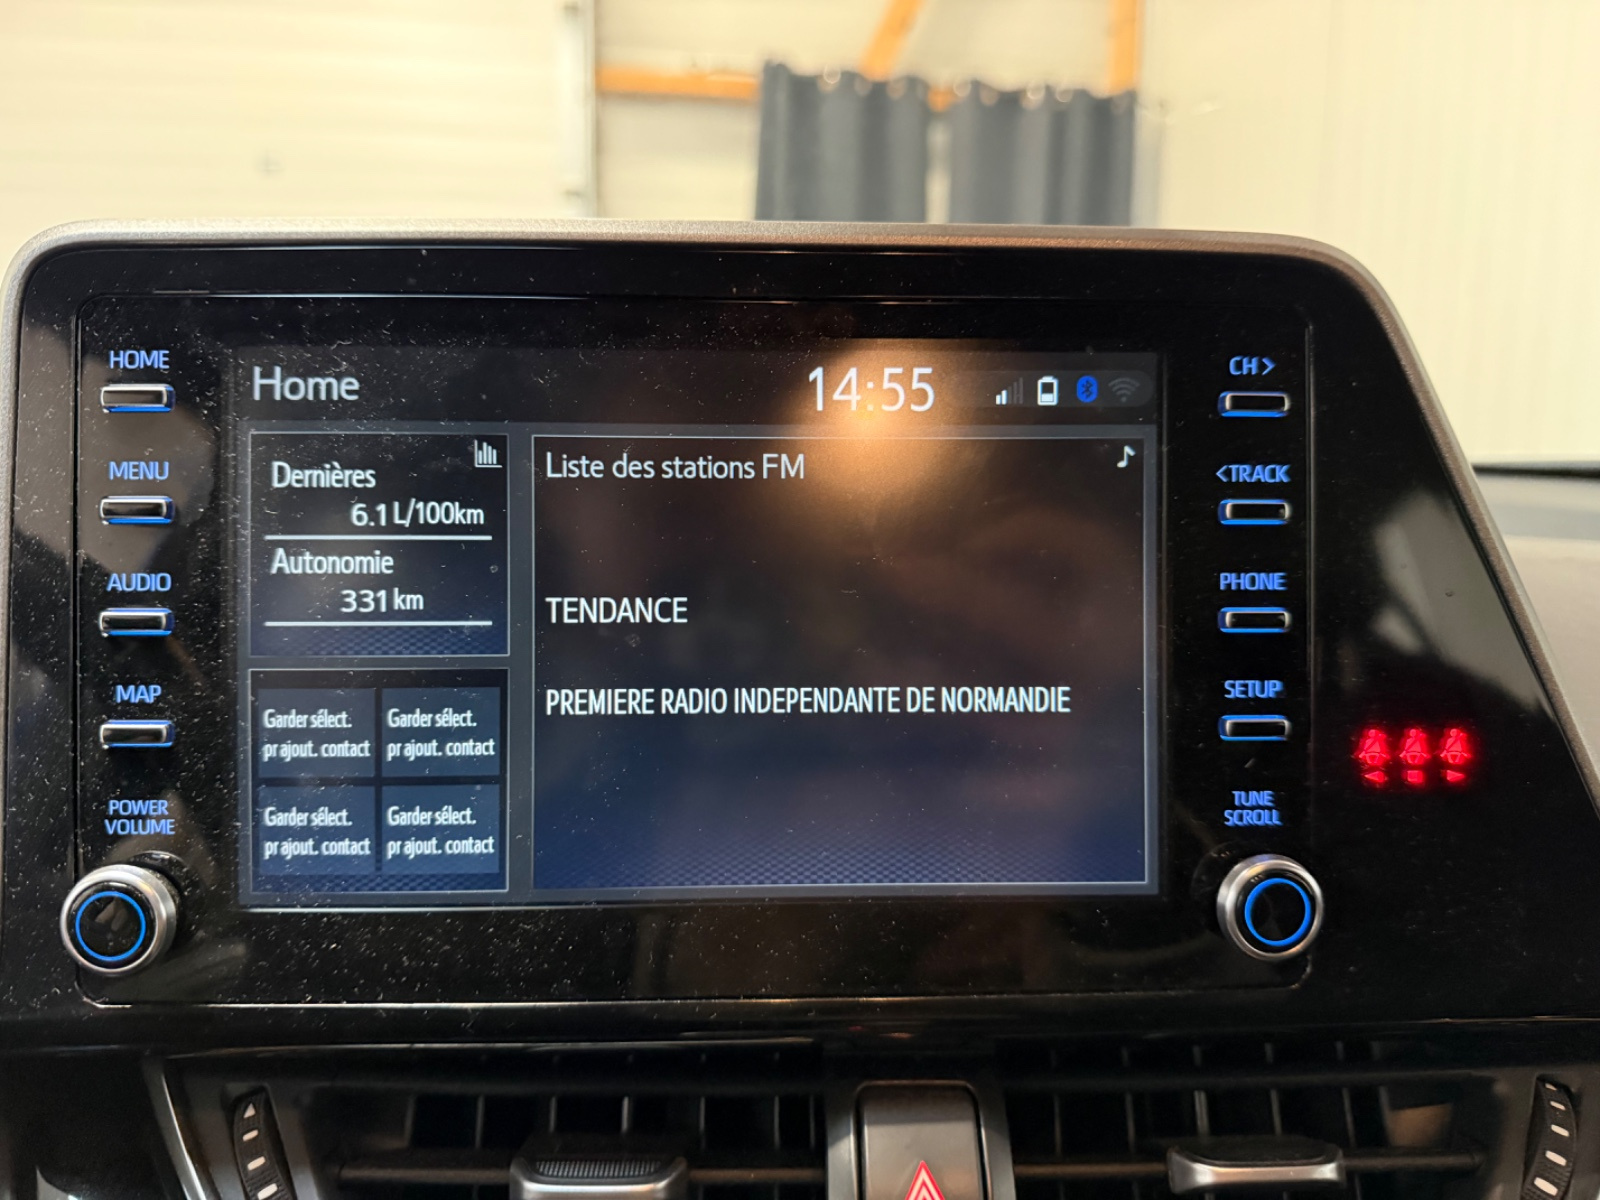 HOME
MENU
AUDIO
MAP
POWER
VOLUME
Home
14:55
Dernières
6.1 L/100km
Autonomie
331 km
Garder sélect.
pr ajout. contact
Garder sélect.
pr ajout. contact
Garder sélect.
pr ajout. contact
Garder sélect.
pr ajout. contact
Liste des stations FM
TENDANCE
PREMIERE RADIO INDEPENDANTE DE NORMANDIE
CH>
<TRACK
PHONE
SETUP
TUNE
SCROLL